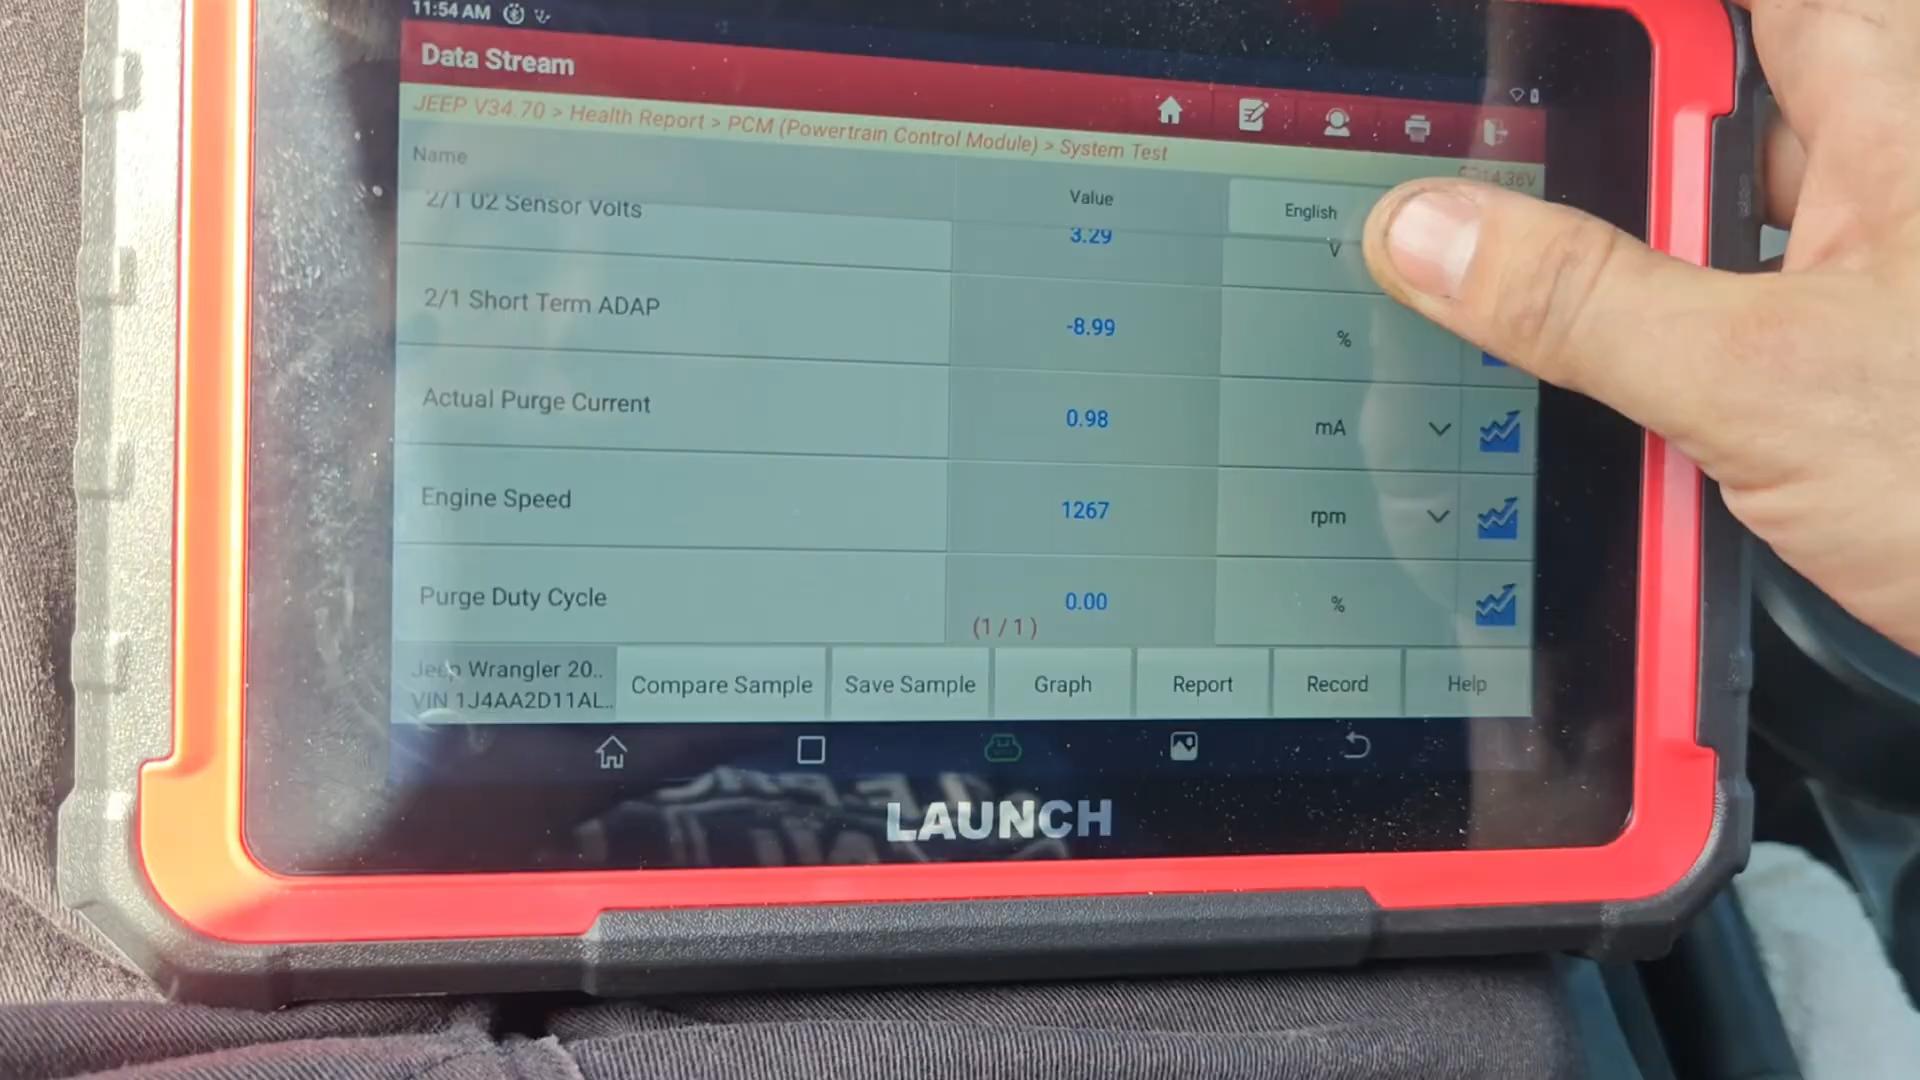 11:54 AM
Data Stream
JEEP V34.70 > Health Report > PCM (Powertrain Control Module) > System Test
14.36V
Name
Value
English
2/1 O2 Sensor Volts
3.29
V
2/1 Short Term ADAP
-8.99
%
Actual Purge Current
0.98
mA
Engine Speed
1267
rpm
Purge Duty Cycle
0.00
%
(1 / 1)
Jeep Wrangler 20..
VIN 1J4AA2D11AL..
Compare Sample
Save Sample
Graph
Report
Record
Help
LAUNCH